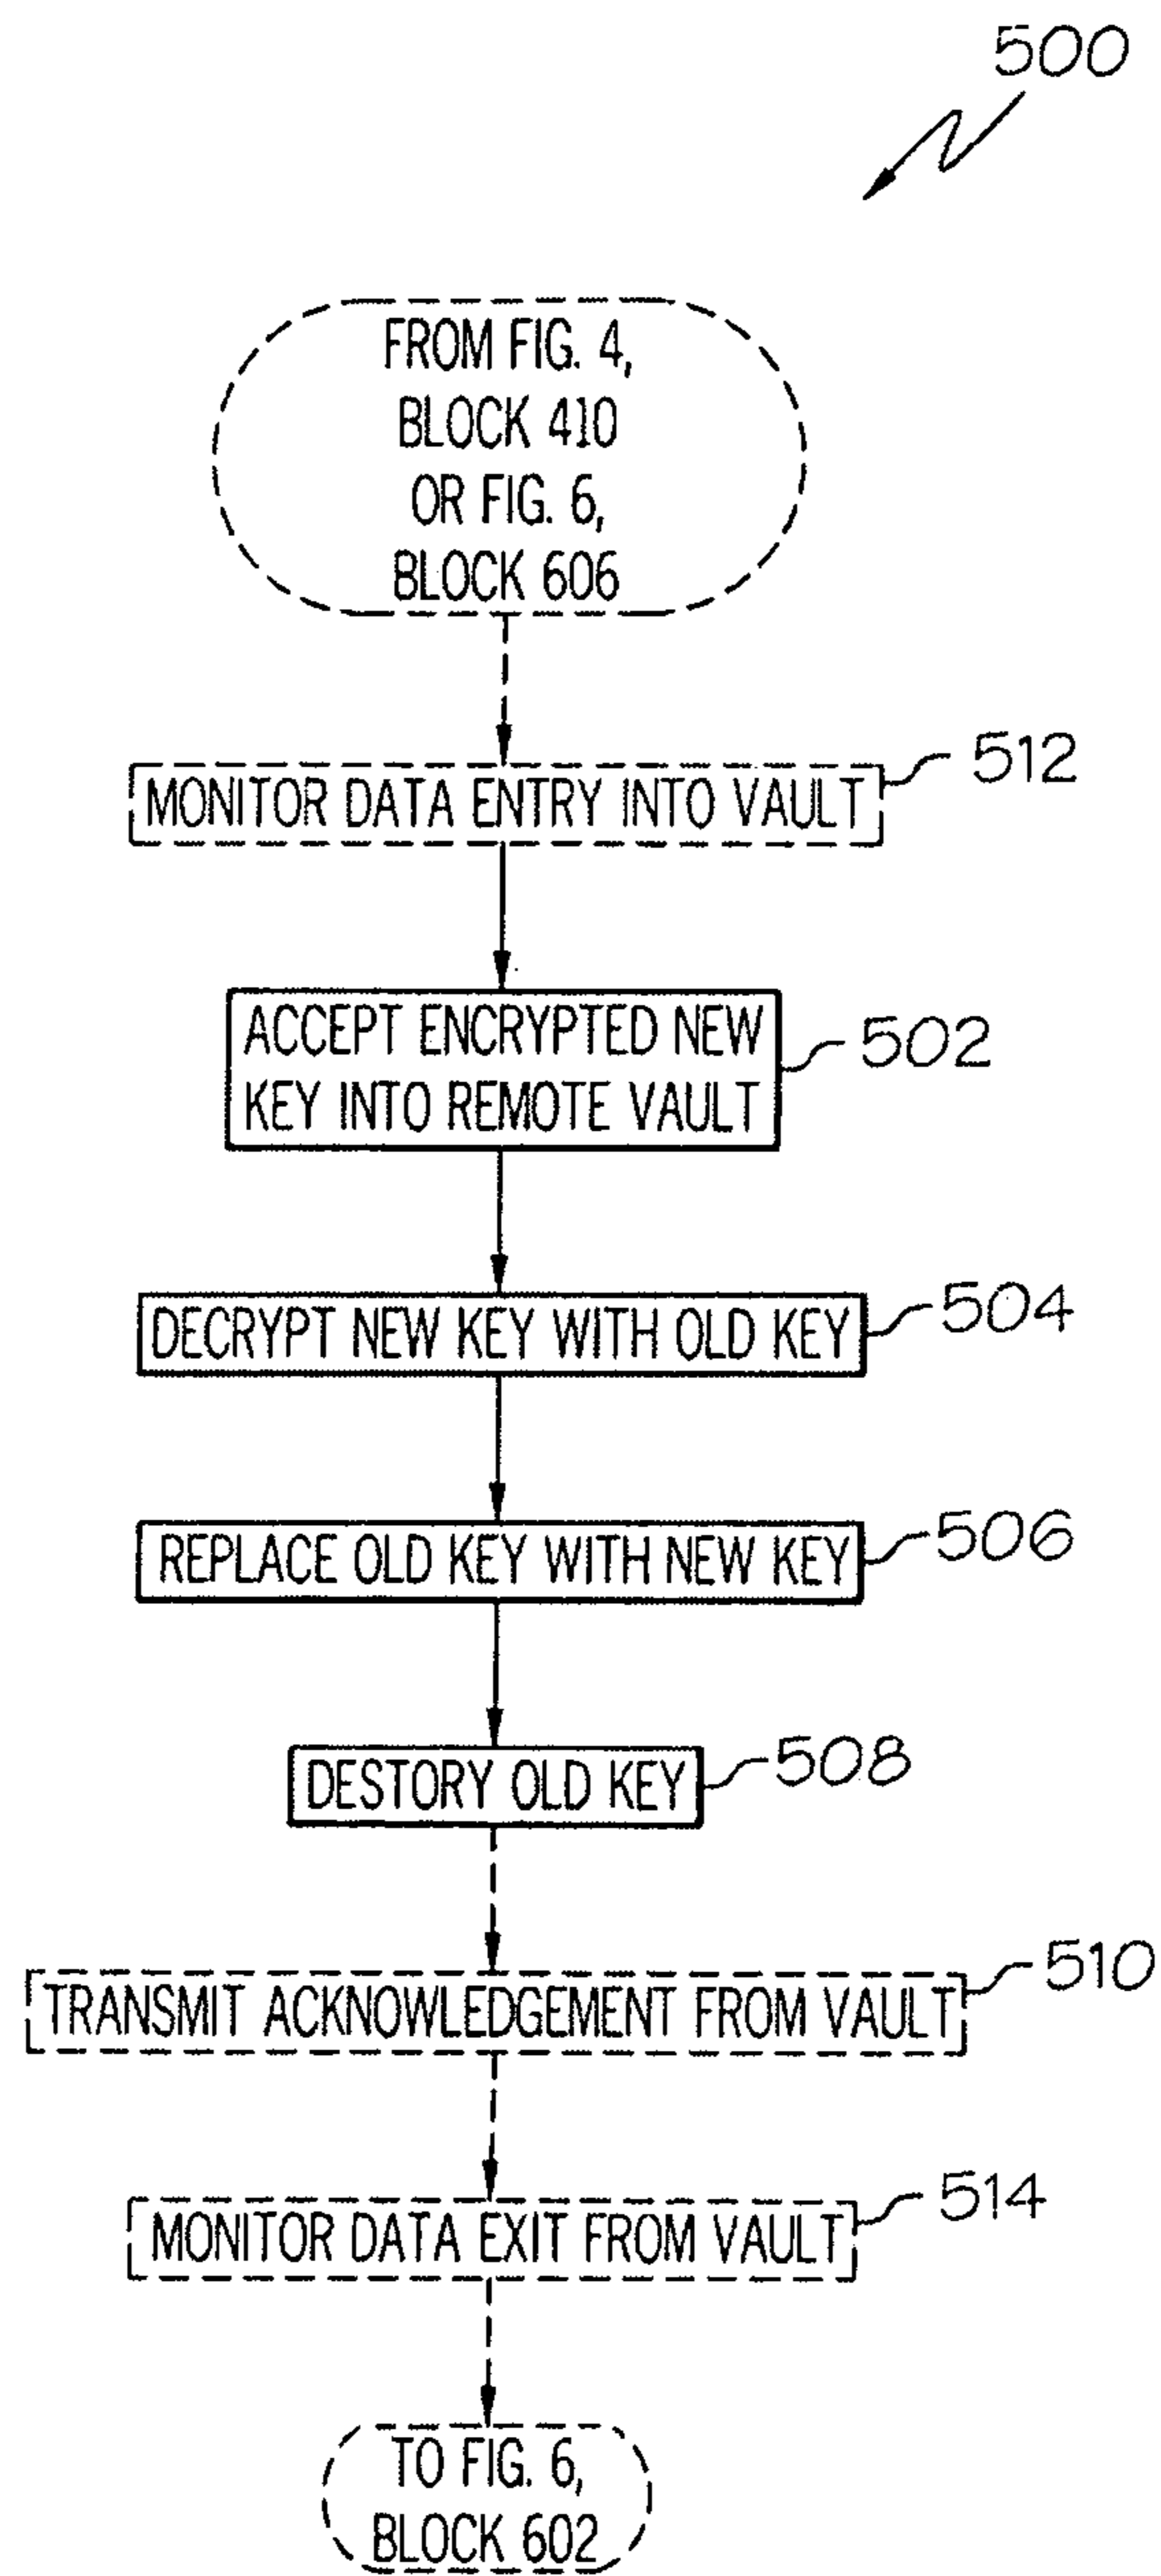 500
FROM FIG. 4,
BLOCK 410
OR FIG. 6,
BLOCK 606
MONITOR DATA ENTRY INTO VAULT
512
ACCEPT ENCRYPTED NEW
KEY INTO REMOTE VAULT
502
DECRYPT NEW KEY WITH OLD KEY
504
REPLACE OLD KEY WITH NEW KEY
506
DESTORY OLD KEY
508
TRANSMIT ACKNOWLEDGEMENT FROM VAULT
510
MONITOR DATA EXIT FROM VAULT
514
TO FIG. 6,
BLOCK 602